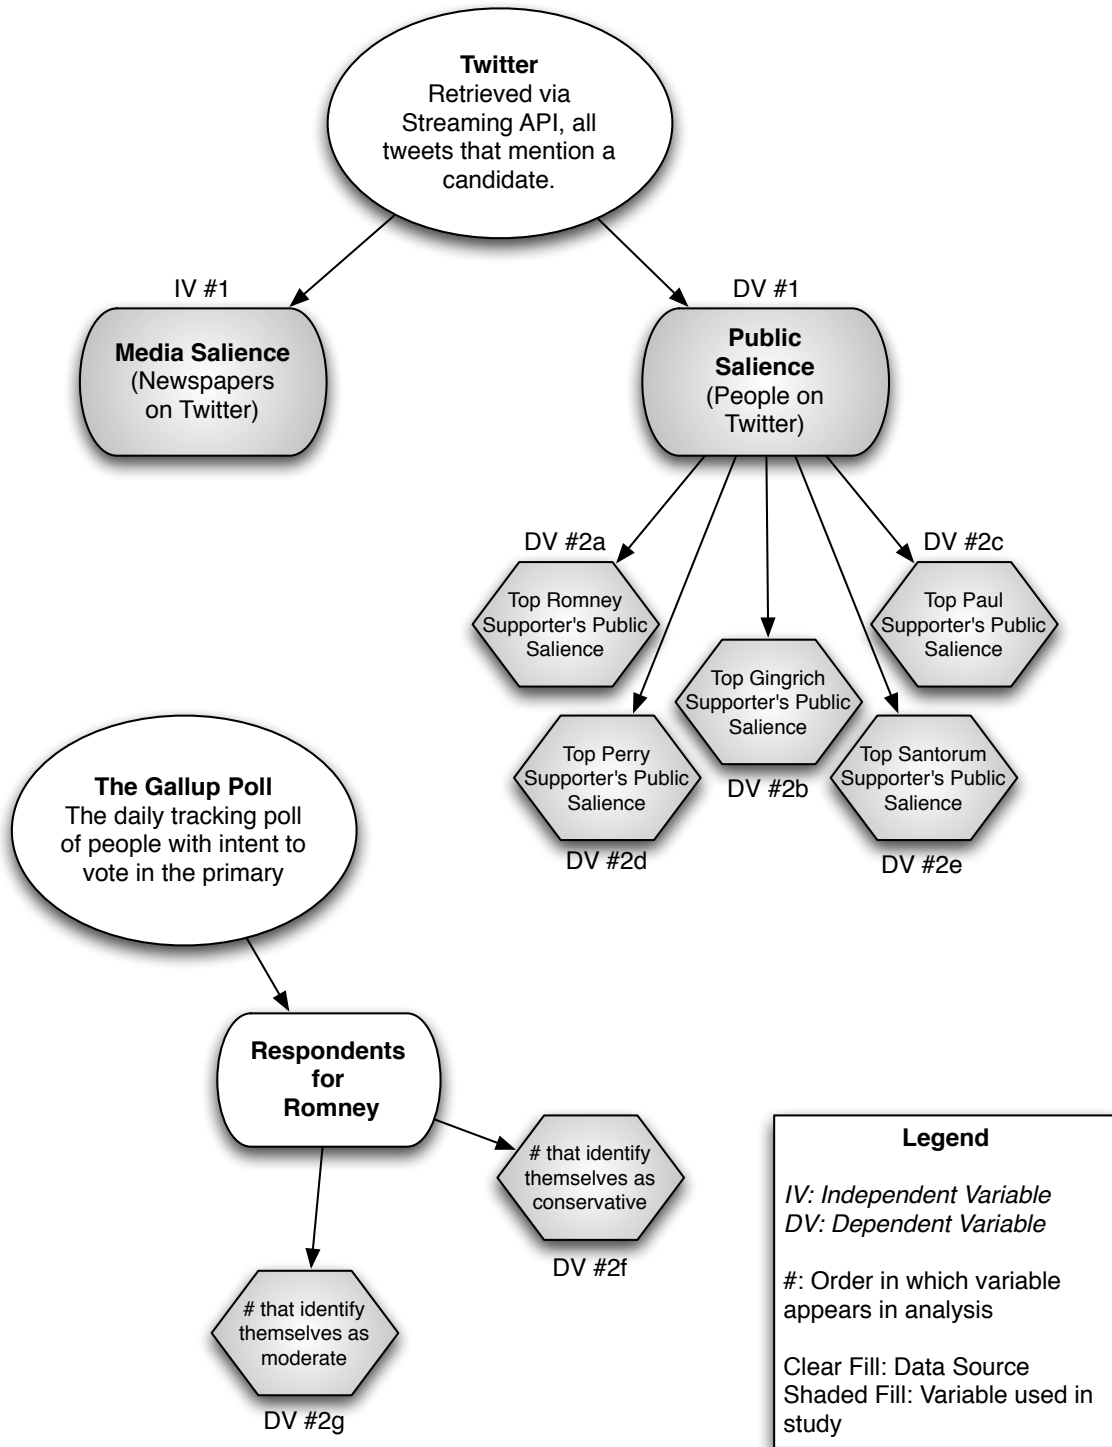 Twitter
Retrieved via
Streaming API, all
tweets that mention a
candidate.
IV #1
DV #1
Media Salience
(Newspapers
on Twitter)
Public
Salience
(People on
Twitter)
DV #2a
DV #2c
Top Romney
Supporter's Public
Salience
Top Paul
Supporter's Public
Salience
Top Gingrich
Supporter's Public
Salience
DV #2b
Top Perry
Supporter's Public
Salience
DV #2d
Top Santorum
Supporter's Public
Salience
DV #2e
The Gallup Poll
The daily tracking poll
of people with intent to
vote in the primary
Respondents
for
Romney
# that identify
themselves as
conservative
DV #2f
# that identify
themselves as
moderate
DV #2g
Legend
IV: Independent Variable
DV: Dependent Variable
#: Order in which variable
appears in analysis
Clear Fill: Data Source
Shaded Fill: Variable used in
study